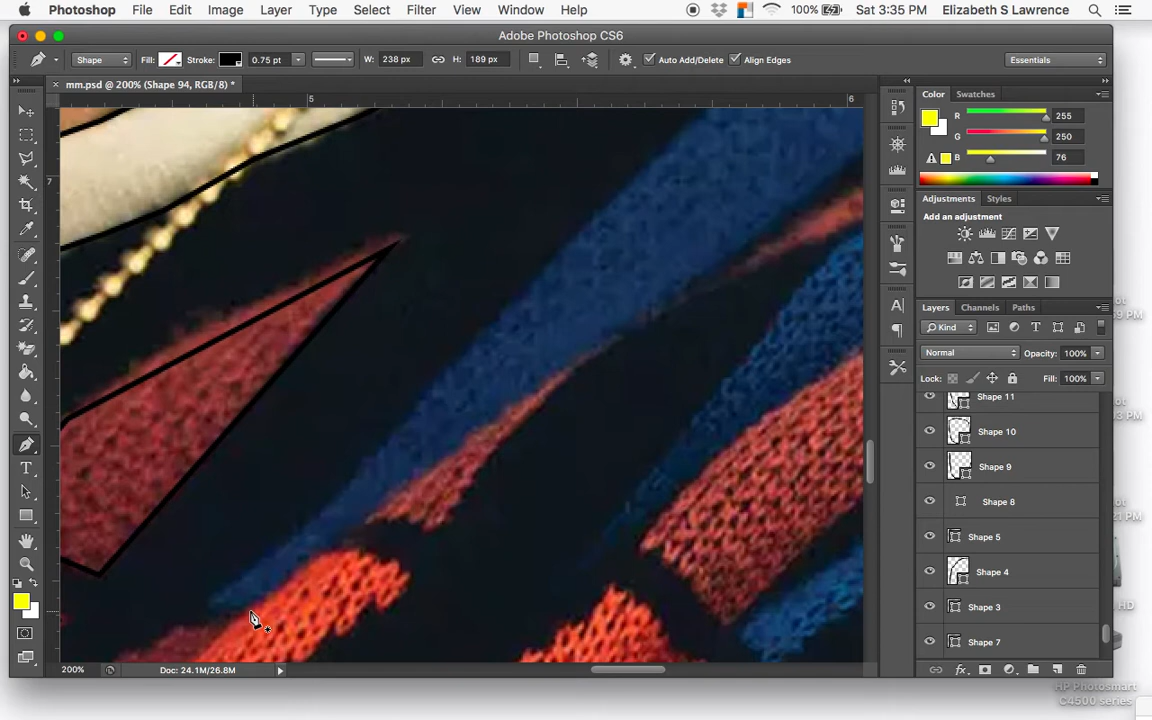 Photoshop File Edit Image Layer Type Select Filter View Window Help 100% Sat 3:35 PM Elizabeth S Lawrence
Adobe Photoshop CS6
Shape Fill: Stroke: 0.75 pt W: 238 px H: 189 px Auto Add/Delete Align Edges Essentials
× mm.psd @ 200% (Shape 94, RGB/8) *
5 6
7
Color Swatches
R 255
G 250
B 76
Adjustments Styles
Add an adjustment
Layers Channels Paths
Kind
Normal Opacity: 100%
Lock: Fill: 100%
Shape 11
Shape 10
Shape 9
Shape 8
Shape 5
Shape 4
Shape 3
Shape 7
200% Doc: 24.1M/26.8M
HP Photosmart
C4500 series